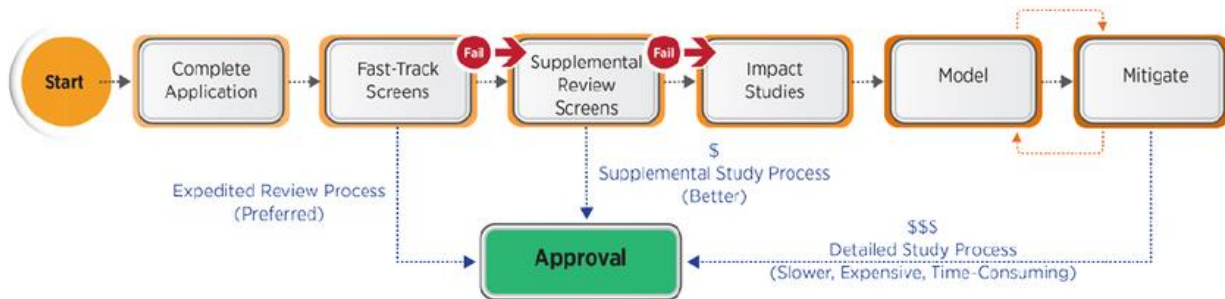 Start
Complete
Application
Fast-Track
Screens
Fail
Supplemental
Review
Screens
Fail
Impact
Studies
Model
Mitigate
Expedited Review Process
(Preferred)
$
Supplemental Study Process
(Better)
$$$
Detailed Study Process
(Slower, Expensive, Time-Consuming)
Approval